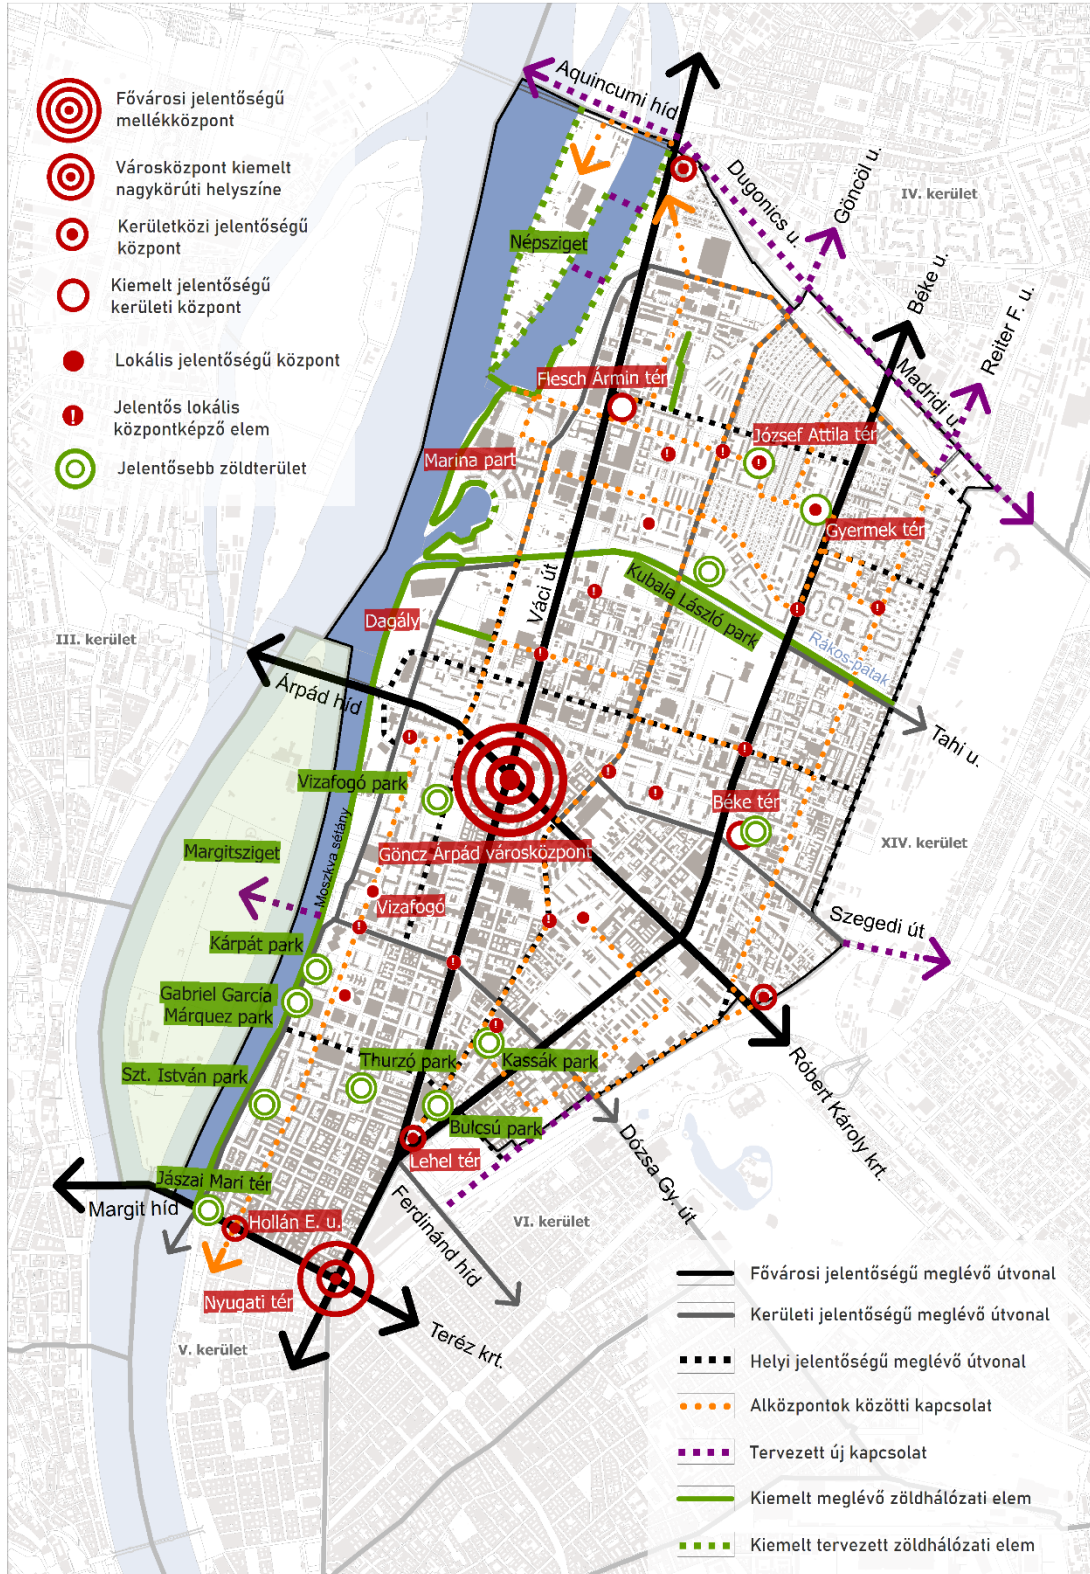 Fővárosi jelentőségű
mellékközpont
Városközpont kiemelt
nagykörúti helyszíne
Kerületközi jelentőségű
központ
Kiemelt jelentőségű
kerületi központ
Lokális jelentőségű központ
Jelentős lokális
központképző elem
Jelentősebb zöldterület
Aquincumi híd
Dugonics u.
Göncöl u.
IV. kerület
Béke u.
Reiter F. u.
Madridi u.
Népsziget
Flesch Ármin tér
József Attila tér
Marina part
Gyermek tér
Váci út
Kubala László park
Rákos-patak
Dagály
III. kerület
Árpád híd
Tahi u.
Vizafogó park
Béke tér
Göncz Árpád városközpont
XIV. kerület
Margitsziget
Moszkva sétány
Vizafogó
Szegedi út
Kárpát park
Gabriel García
Márquez park
Thurzó park
Kassák park
Szt. István park
Róbert Károly krt.
Bulcsú park
Lehel tér
Dózsa Gy. út
Jászai Mari tér
Margit híd
Hollán E. u.
Ferdinánd híd
VI. kerület
Nyugati tér
Teréz krt.
V. kerület
Fővárosi jelentőségű meglévő útvonal
Kerületi jelentőségű meglévő útvonal
Helyi jelentőségű meglévő útvonal
Alközpontok közötti kapcsolat
Tervezett új kapcsolat
Kiemelt meglévő zöldhálózati elem
Kiemelt tervezett zöldhálózati elem